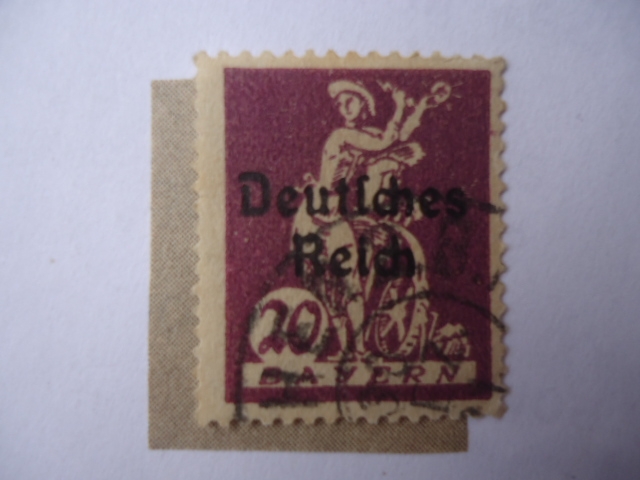 Deutſches
Reich
20
BAYERN